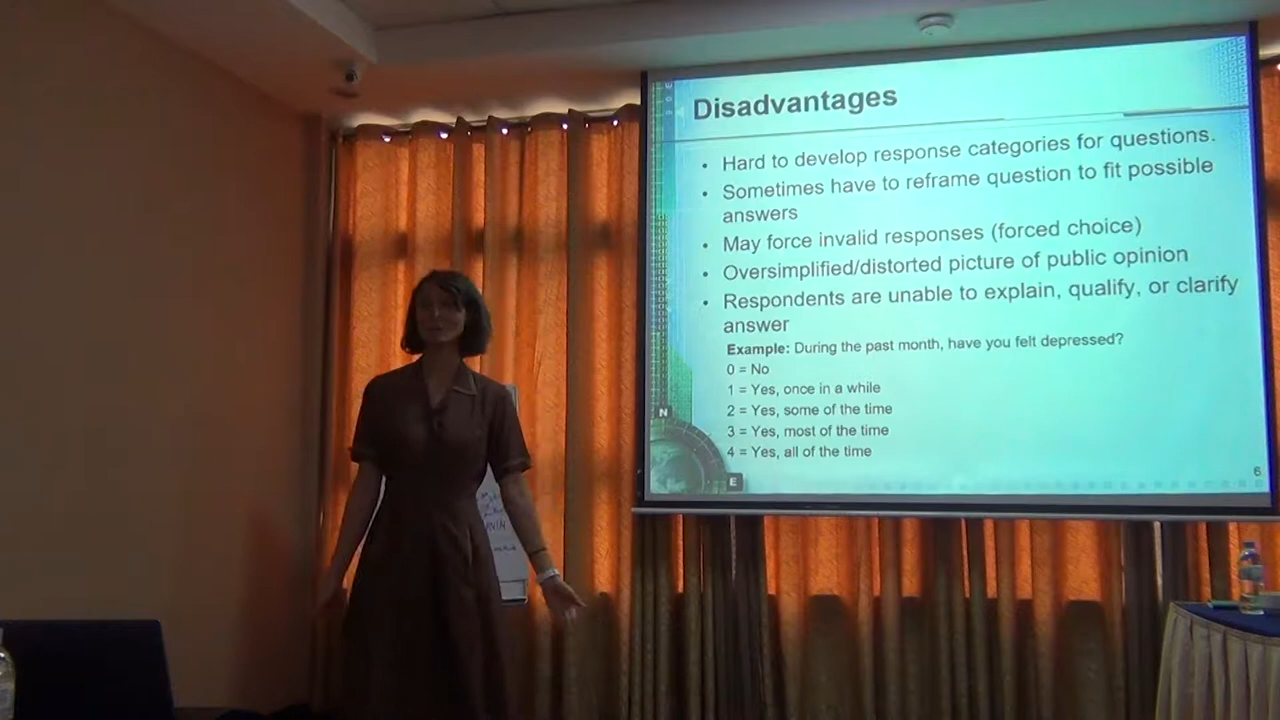 Disadvantages
• Hard to develop response categories for questions.
• Sometimes have to reframe question to fit possible
answers
• May force invalid responses (forced choice)
• Oversimplified/distorted picture of public opinion
• Respondents are unable to explain, qualify, or clarify
answer
Example: During the past month, have you felt depressed?
0 = No
1 = Yes, once in a while
2 = Yes, some of the time
3 = Yes, most of the time
4 = Yes, all of the time
N
E
6